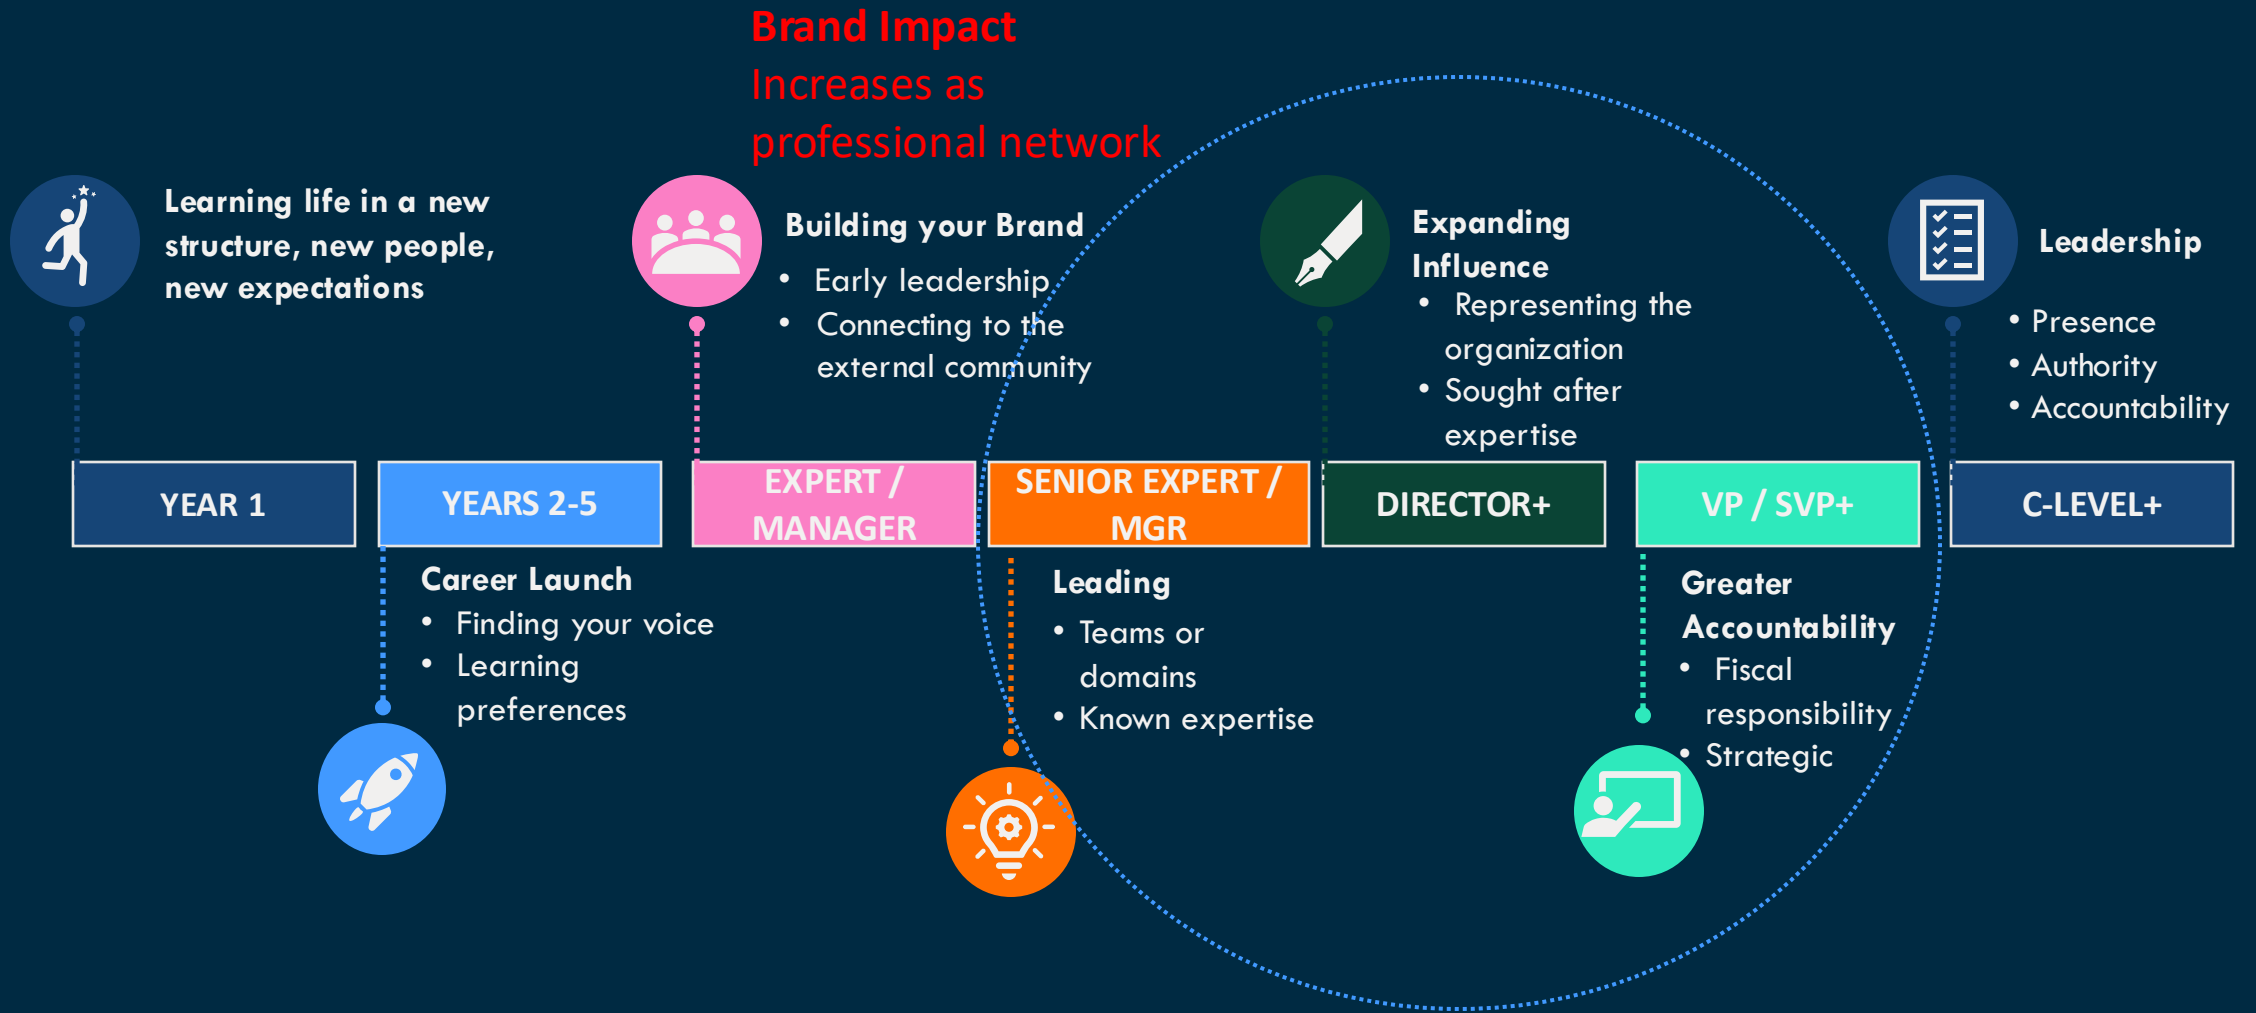 Brand Impact
Increases as
professional network
Learning life in a new
structure, new people,
new expectations
Building your Brand
• Early leadership
• Connecting to the
external community
Expanding
Influence
• Representing the
organization
• Sought after
expertise
Leadership
• Presence
• Authority
• Accountability
YEAR 1
YEARS 2-5
EXPERT /
MANAGER
SENIOR EXPERT /
MGR
DIRECTOR+
VP / SVP+
C-LEVEL+
Career Launch
• Finding your voice
• Learning
preferences
Leading
• Teams or
domains
• Known expertise
Greater
Accountability
• Fiscal
responsibility
• Strategic